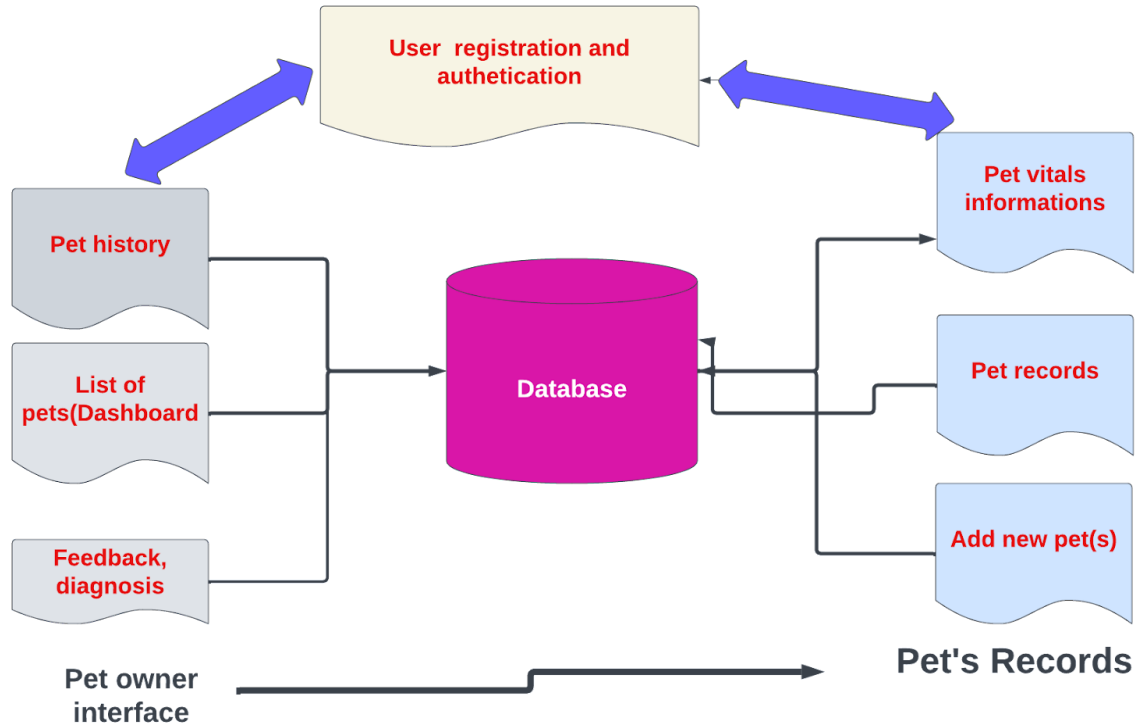 User registration and
authetication
Pet vitals
informations
Pet history
List of
pets(Dashboard
Database
Pet records
Feedback,
diagnosis
Add new pet(s)
Pet owner
interface
Pet's Records